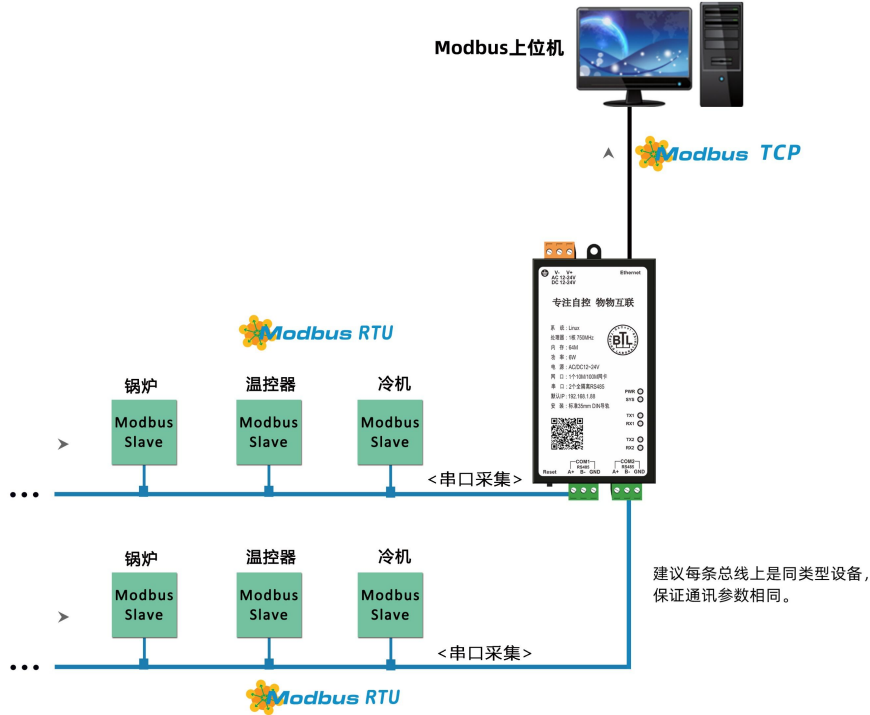 Modbus上位机
Modbus TCP
V- V+
AC 12-24V
DC 12-24V
Ethernet
专注自控 物物互联
系 统：Linux
处理器：1核 750MHz
内 存：64M
功 率：6W
电 源：AC/DC12~24V
网 口：1个10M/100M网卡
串 口：2个全隔离RS485
默认IP：192.168.1.88
安 装：标准35mm DIN导轨
BTL
PWR
SYS
TX1
RX1
TX2
RX2
Reset
COM1
RS485
A+ B- GND
COM2
RS485
A+ B- GND
Modbus RTU
锅炉 温控器 冷机
Modbus Slave Modbus Slave Modbus Slave
<串口采集>
锅炉 温控器 冷机
Modbus Slave Modbus Slave Modbus Slave
<串口采集>
Modbus RTU
建议每条总线上是同类型设备，
保证通讯参数相同。